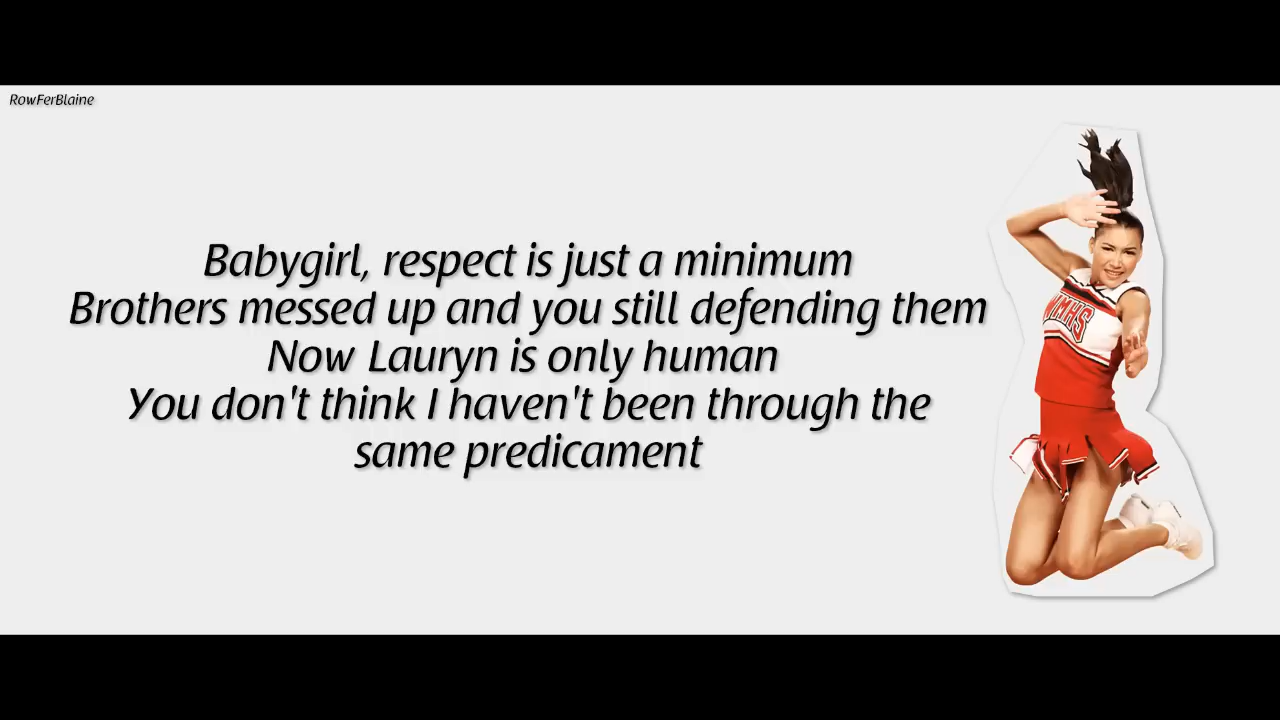 RowFerBlaine
Babygirl, respect is just a minimum
Brothers messed up and you still defending them
Now Lauryn is only human
You don't think I haven't been through the
same predicament
WMHS